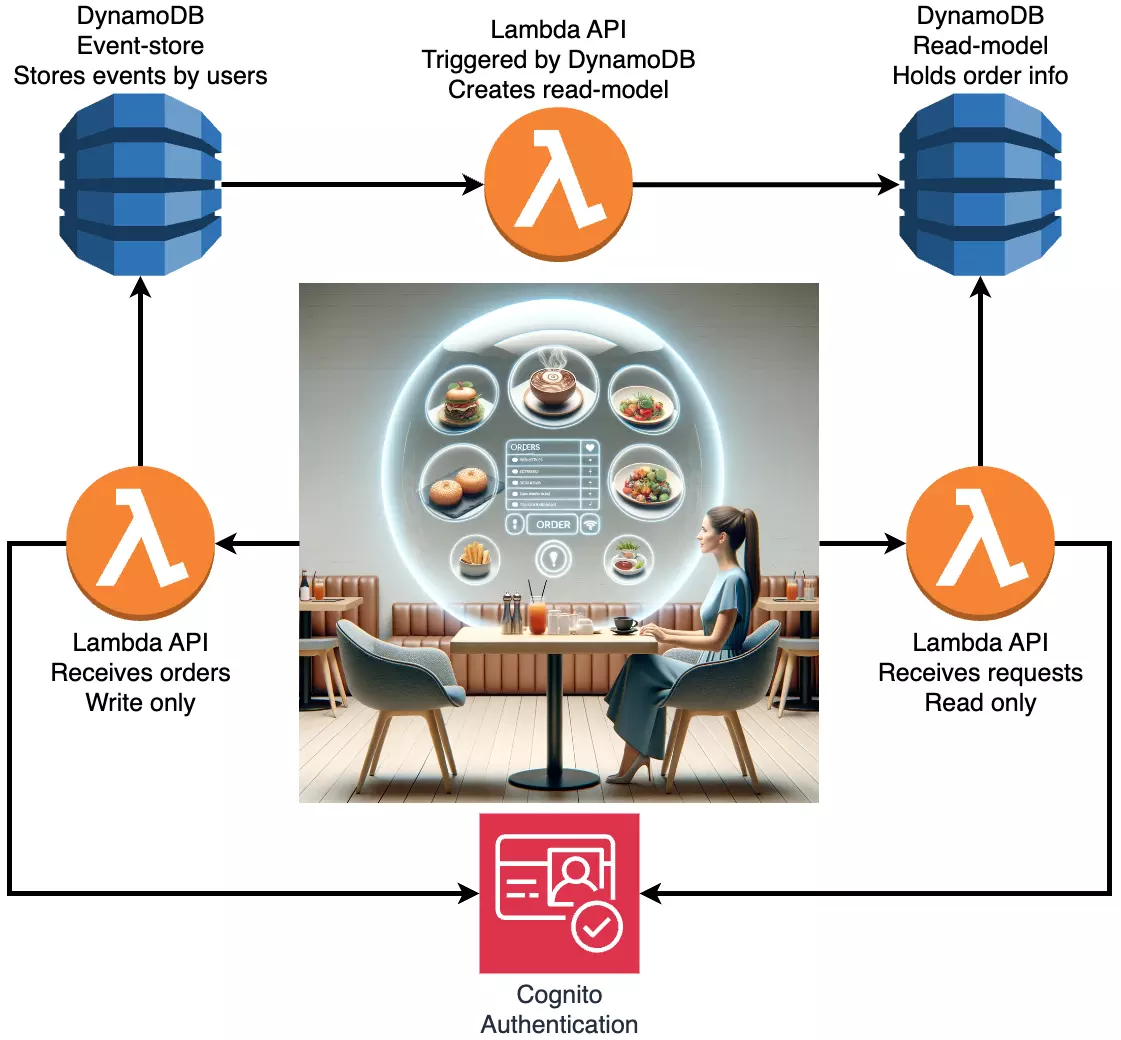 DynamoDB
Event-store
Stores events by users
Lambda API
Triggered by DynamoDB
Creates read-model
DynamoDB
Read-model
Holds order info
ORDERS
ORDER
Lambda API
Receives orders
Write only
Lambda API
Receives requests
Read only
Cognito
Authentication